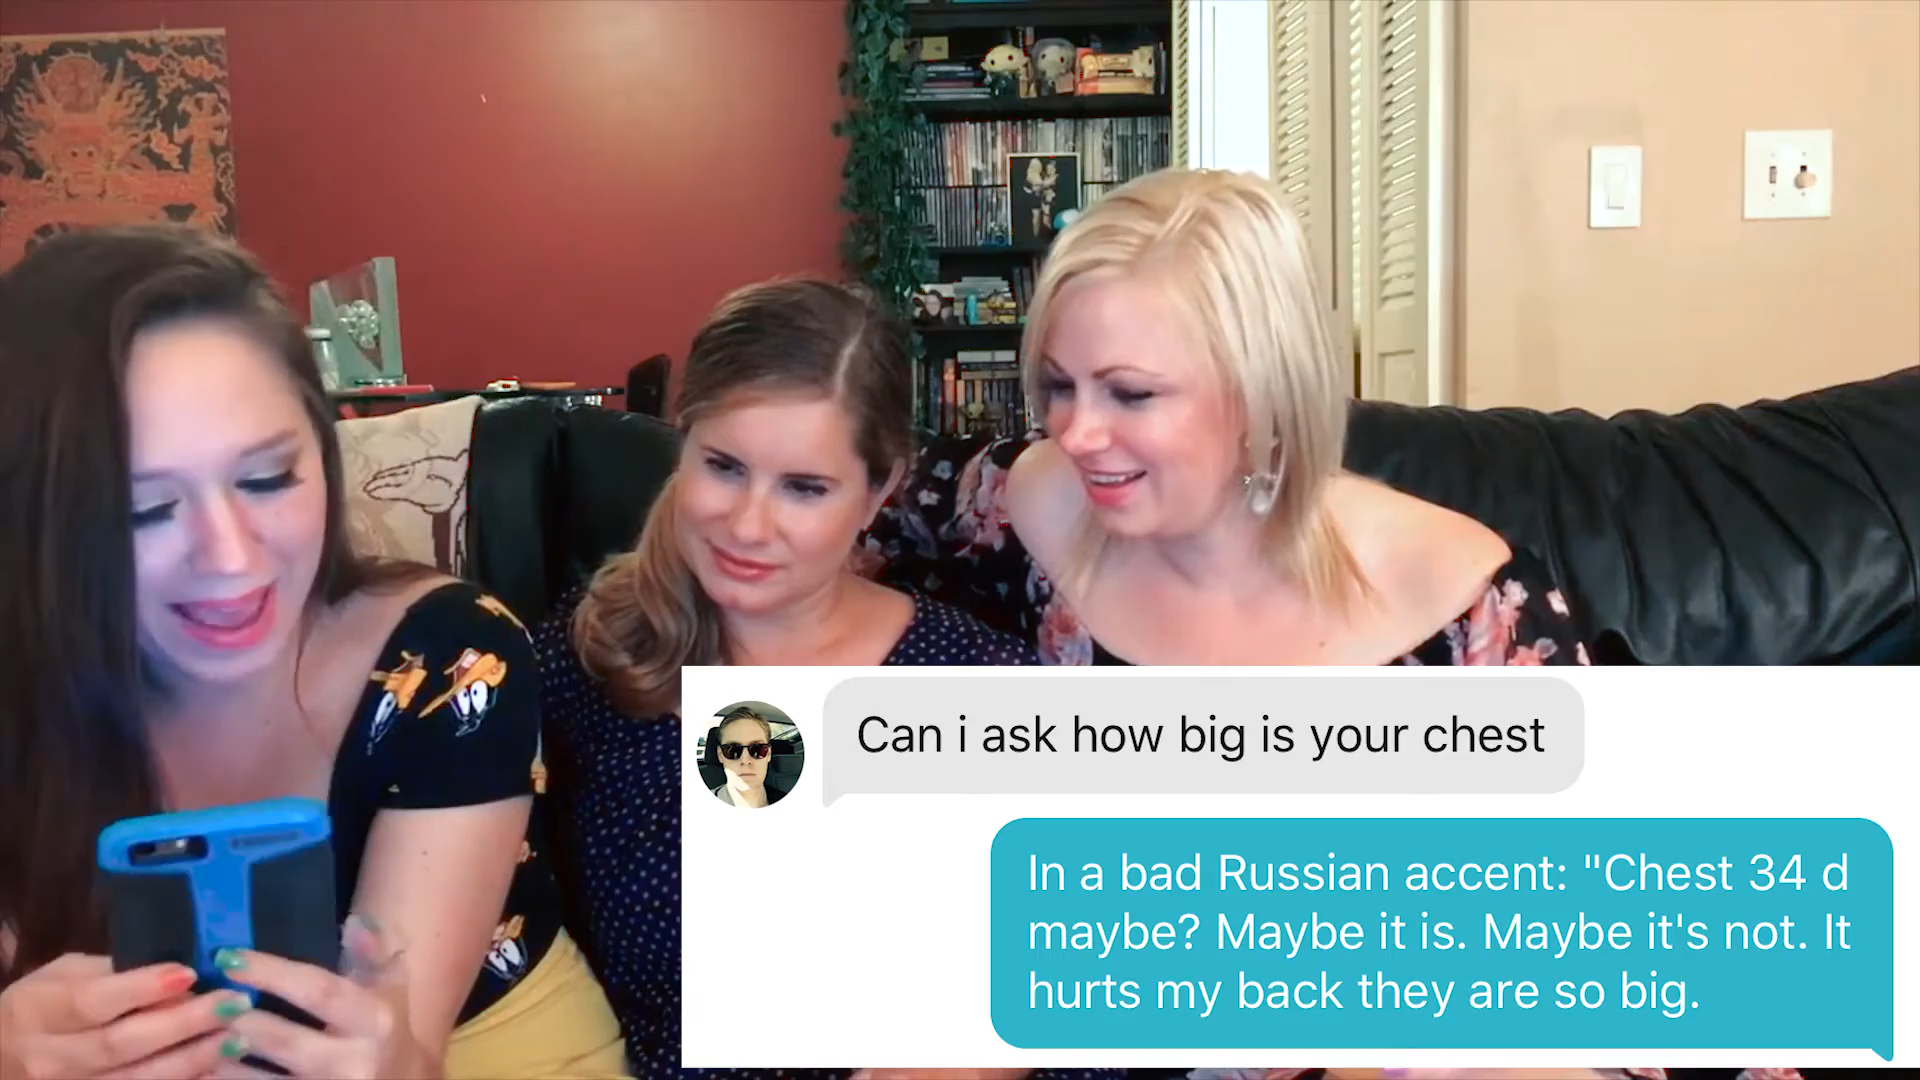 Can i ask how big is your chest
In a bad Russian accent: "Chest 34 d
maybe? Maybe it is. Maybe it's not. It
hurts my back they are so big.